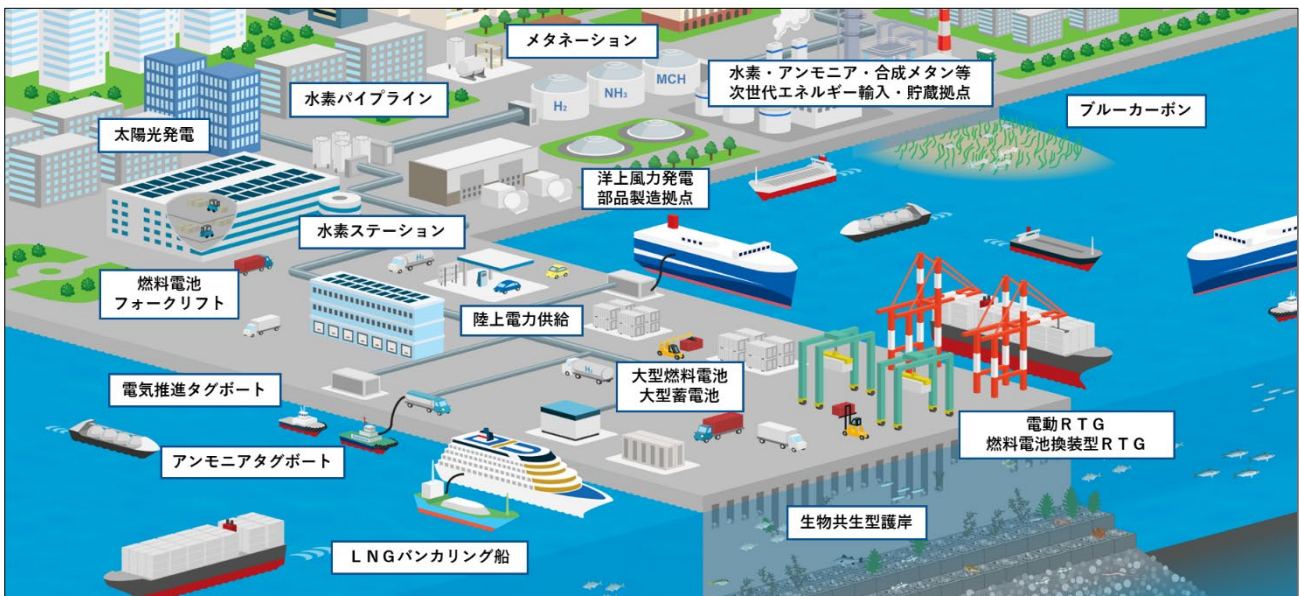 メタネーション
水素・アンモニア・合成メタン等
次世代エネルギー輸入・貯蔵拠点
ブルーカーボン
水素パイプライン
H₂
NH₃
MCH
太陽光発電
洋上風力発電
部品製造拠点
水素ステーション
H₂
燃料電池
フォークリフト
陸上電力供給
H₂
大型燃料電池
大型蓄電池
電気推進タグボート
電動RTG
燃料電池換装型RTG
アンモニアタグボート
生物共生型護岸
LNGバンカリング船